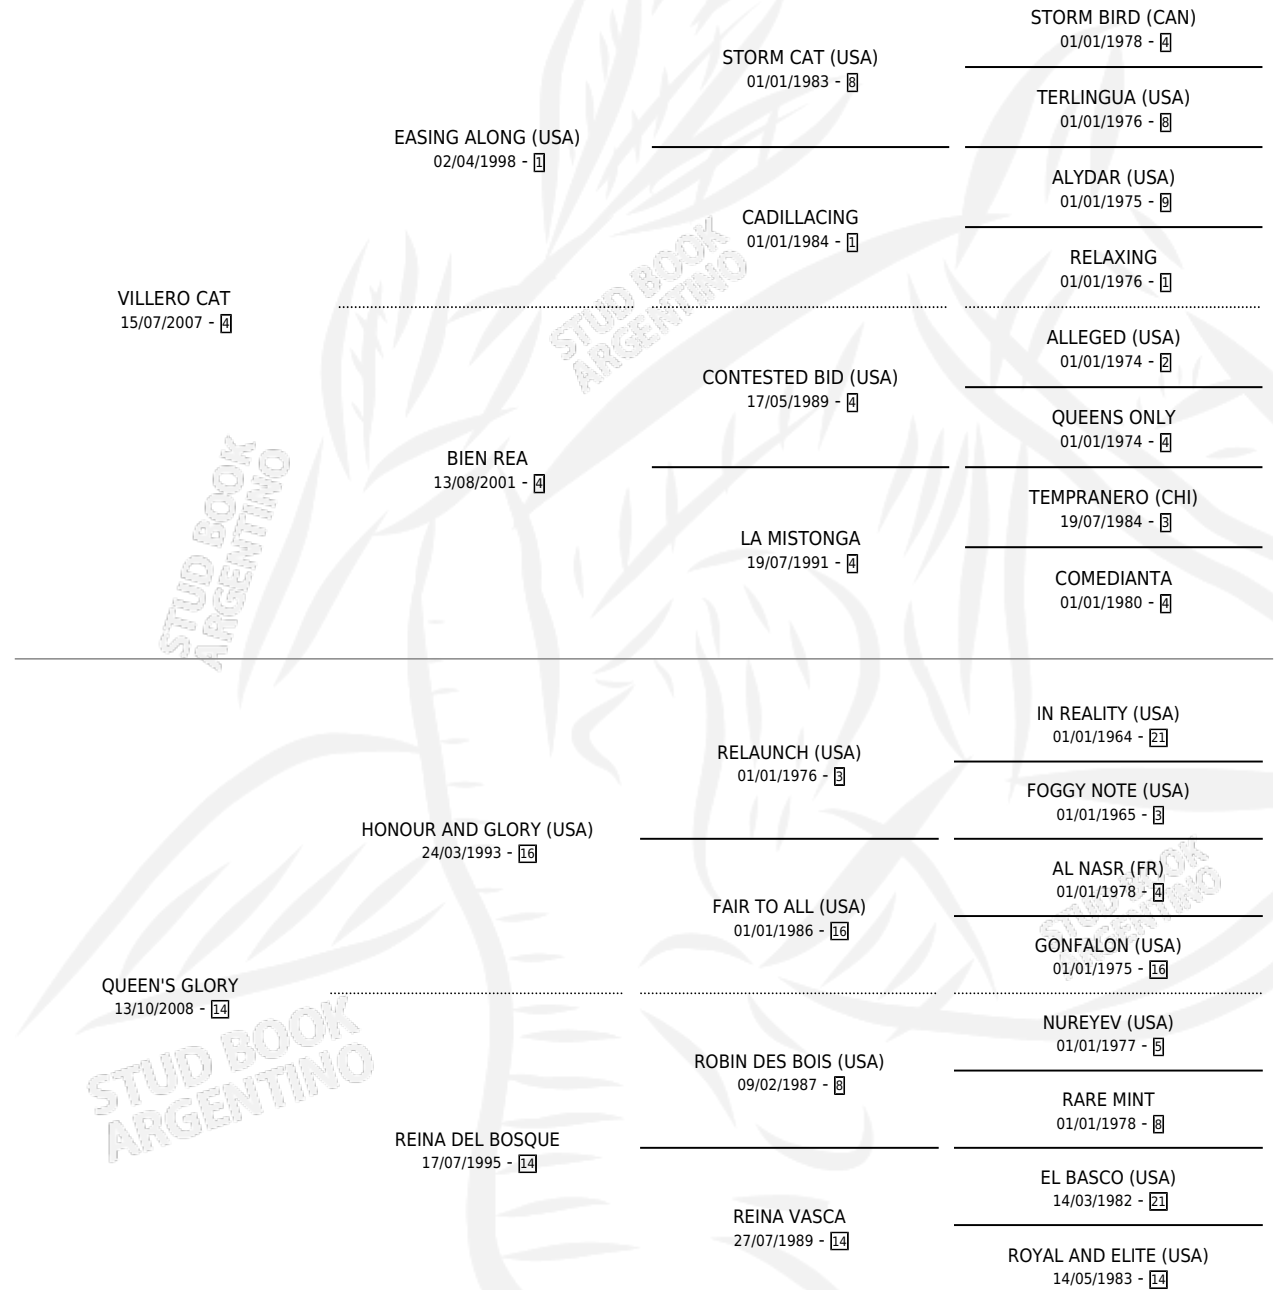 STORM BIRD (CAN)
01/01/1978 - 4
STORM CAT (USA)
01/01/1983 - 8
TERLINGUA (USA)
01/01/1976 - 8
EASING ALONG (USA)
02/04/1998 - 1
ALYDAR (USA)
01/01/1975 - 9
CADILLACING
01/01/1984 - 1
RELAXING
01/01/1976 - 1
VILLERO CAT
15/07/2007 - 4
STUD BOOK
ARGENTINO
ALLEGED (USA)
01/01/1974 - 2
CONTESTED BID (USA)
17/05/1989 - 4
QUEENS ONLY
01/01/1974 - 4
BIEN REA
13/08/2001 - 4
TEMPRANERO (CHI)
19/07/1984 - 3
LA MISTONGA
19/07/1991 - 4
COMEDIANTA
01/01/1980 - 4
STUD BOOK
ARGENTINO
IN REALITY (USA)
01/01/1964 - 21
RELAUNCH (USA)
01/01/1976 - 3
FOGGY NOTE (USA)
01/01/1965 - 3
HONOUR AND GLORY (USA)
24/03/1993 - 16
AL NASR (FR)
01/01/1978 - 4
FAIR TO ALL (USA)
01/01/1986 - 16
STUD BOOK
ARGENTINO
GONFALON (USA)
01/01/1975 - 16
QUEEN'S GLORY
13/10/2008 - 14
NUREYEV (USA)
01/01/1977 - 5
ROBIN DES BOIS (USA)
09/02/1987 - 8
STUD BOOK
ARGENTINO
RARE MINT
01/01/1978 - 8
REINA DEL BOSQUE
17/07/1995 - 14
EL BASCO (USA)
14/03/1982 - 21
REINA VASCA
27/07/1989 - 14
ROYAL AND ELITE (USA)
14/05/1983 - 14